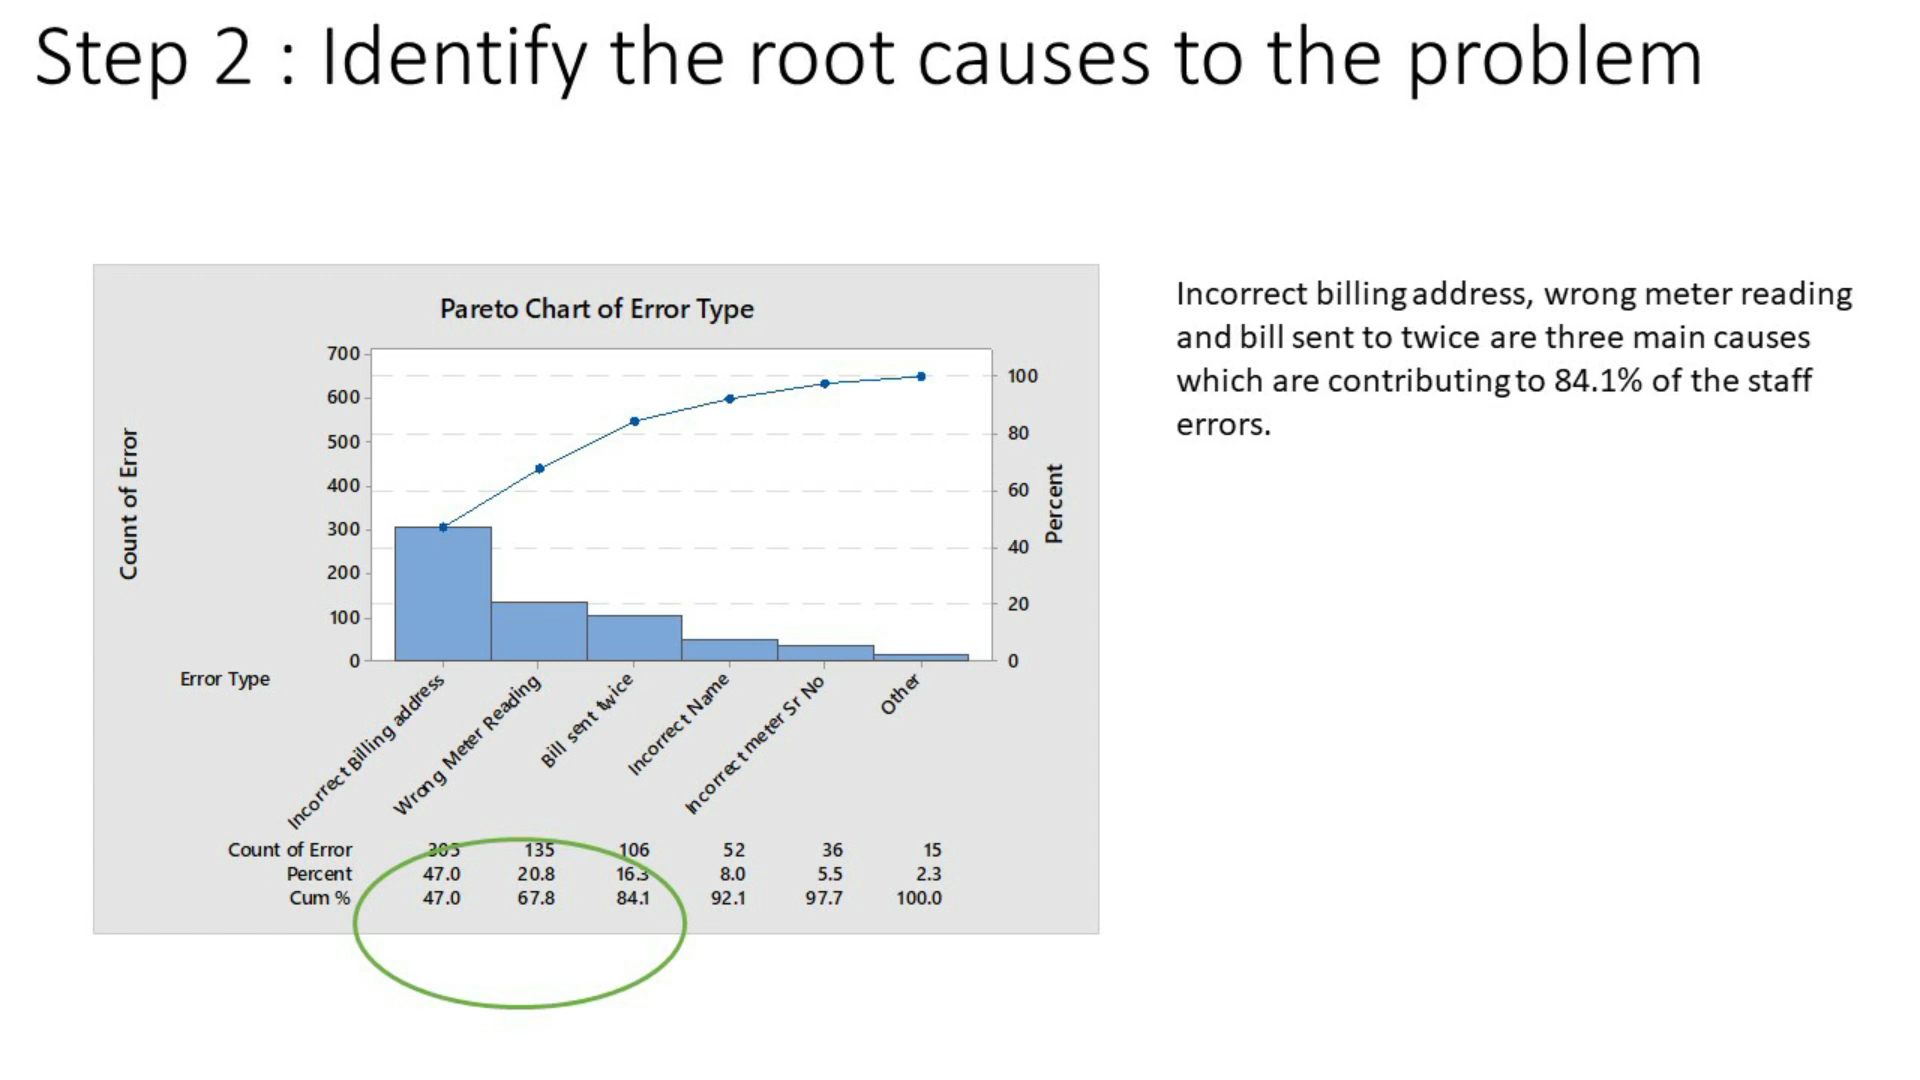 Step 2 : Identify the root causes to the problem
Pareto Chart of Error Type
700
600
500
400
300
200
100
0
Count of Error
100
80
60
40
20
0
Percent
Error Type
Incorrect Billing address
Wrong Meter Reading
Bill sent twice
Incorrect Name
Incorrect meter Sr No
Other
Count of Error 305 135 106 52 36 15
Percent 47.0 20.8 16.3 8.0 5.5 2.3
Cum % 47.0 67.8 84.1 92.1 97.7 100.0
Incorrect billing address, wrong meter reading
and bill sent to twice are three main causes
which are contributing to 84.1% of the staff
errors.